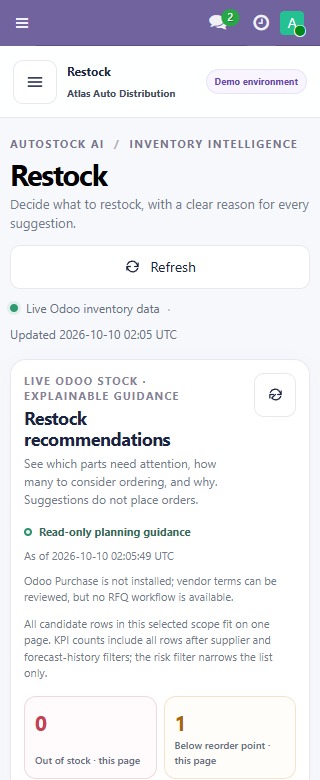 2
A
Restock
Atlas Auto Distribution
Demo environment
AUTOSTOCK AI / INVENTORY INTELLIGENCE
Restock
Decide what to restock, with a clear reason for every
suggestion.
Refresh
Live Odoo inventory data ·
Updated 2026-10-10 02:05 UTC
LIVE ODOO STOCK ·
EXPLAINABLE GUIDANCE
Restock
recommendations
See which parts need attention, how
many to consider ordering, and why.
Suggestions do not place orders.
Read-only planning guidance
As of 2026-10-10 02:05:49 UTC
Odoo Purchase is not installed; vendor terms can be
reviewed, but no RFQ workflow is available.
All candidate rows in this selected scope fit on one
page. KPI counts include all rows after supplier and
forecast-history filters; the risk filter narrows the list
only.
0
Out of stock · this page
1
Below reorder point ·
this page